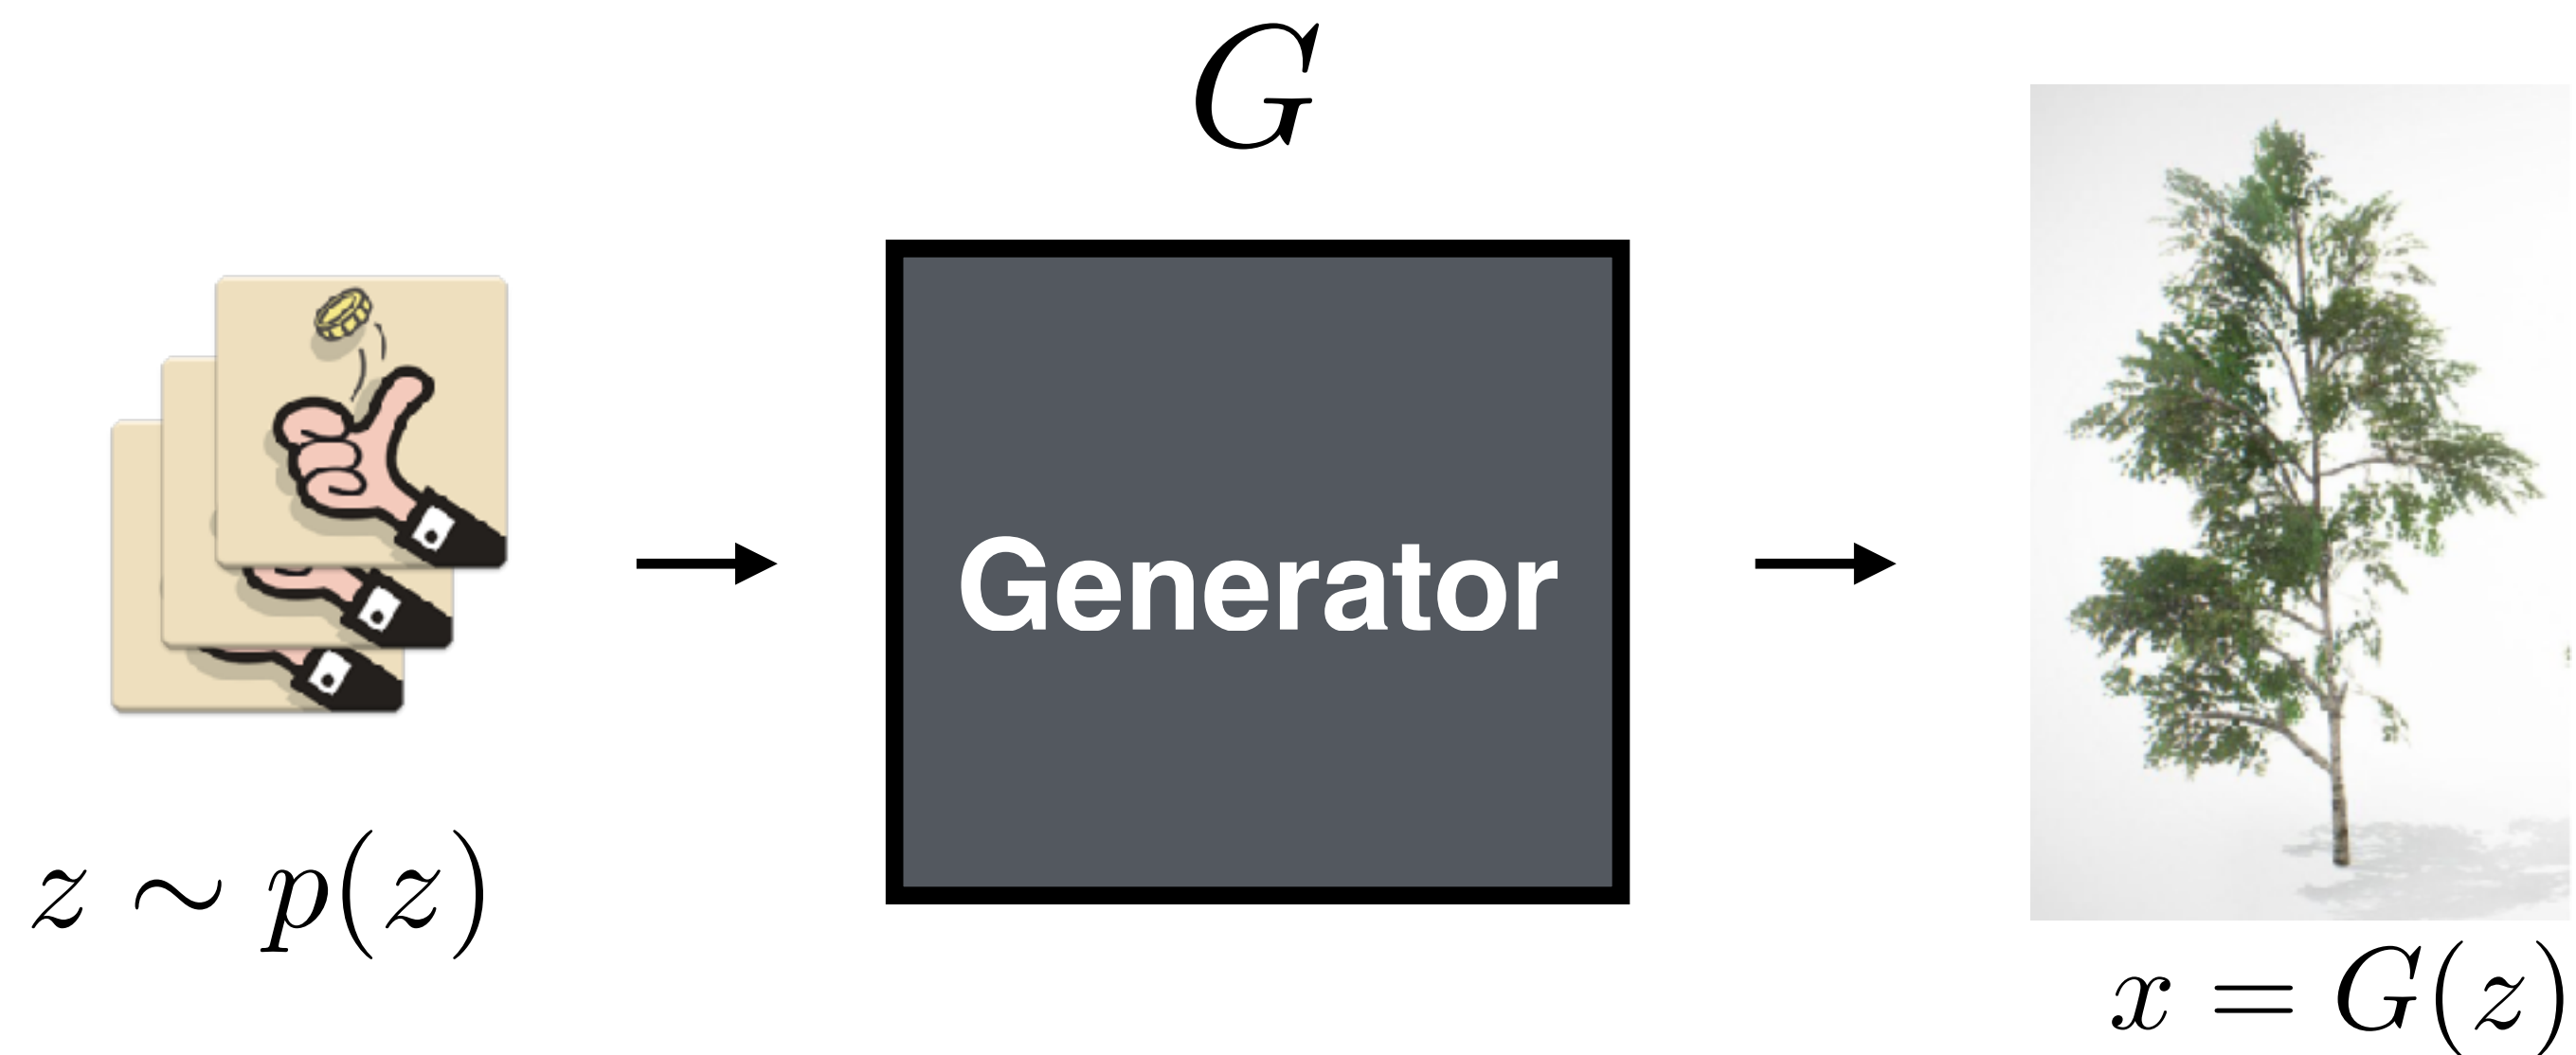 G
Generator
z ∼ p(z)
x = G(z)